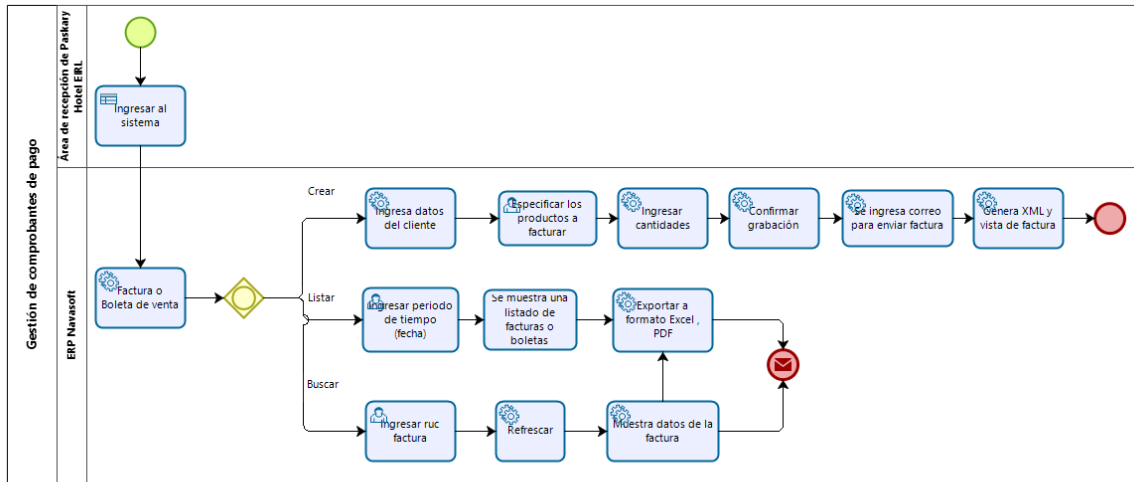 Gestión de comprobantes de pago
Área de recepción de Paskary
Hotel EIRL
Ingresar al
sistema
ERP Navasoft
Factura o
Boleta de venta
Crear
Ingresa datos
del cliente
Especificar los
productos a
facturar
Ingresar
cantidades
Confirmar
grabación
Se ingresa correo
para enviar factura
Genera XML y
vista de factura
Listar
Ingresar periodo
de tiempo
(fecha)
Se muestra una
listado de
facturas o
boletas
Exportar a
formato Excel ,
PDF
Buscar
Ingresar ruc
factura
Refrescar
Muestra datos de la
factura